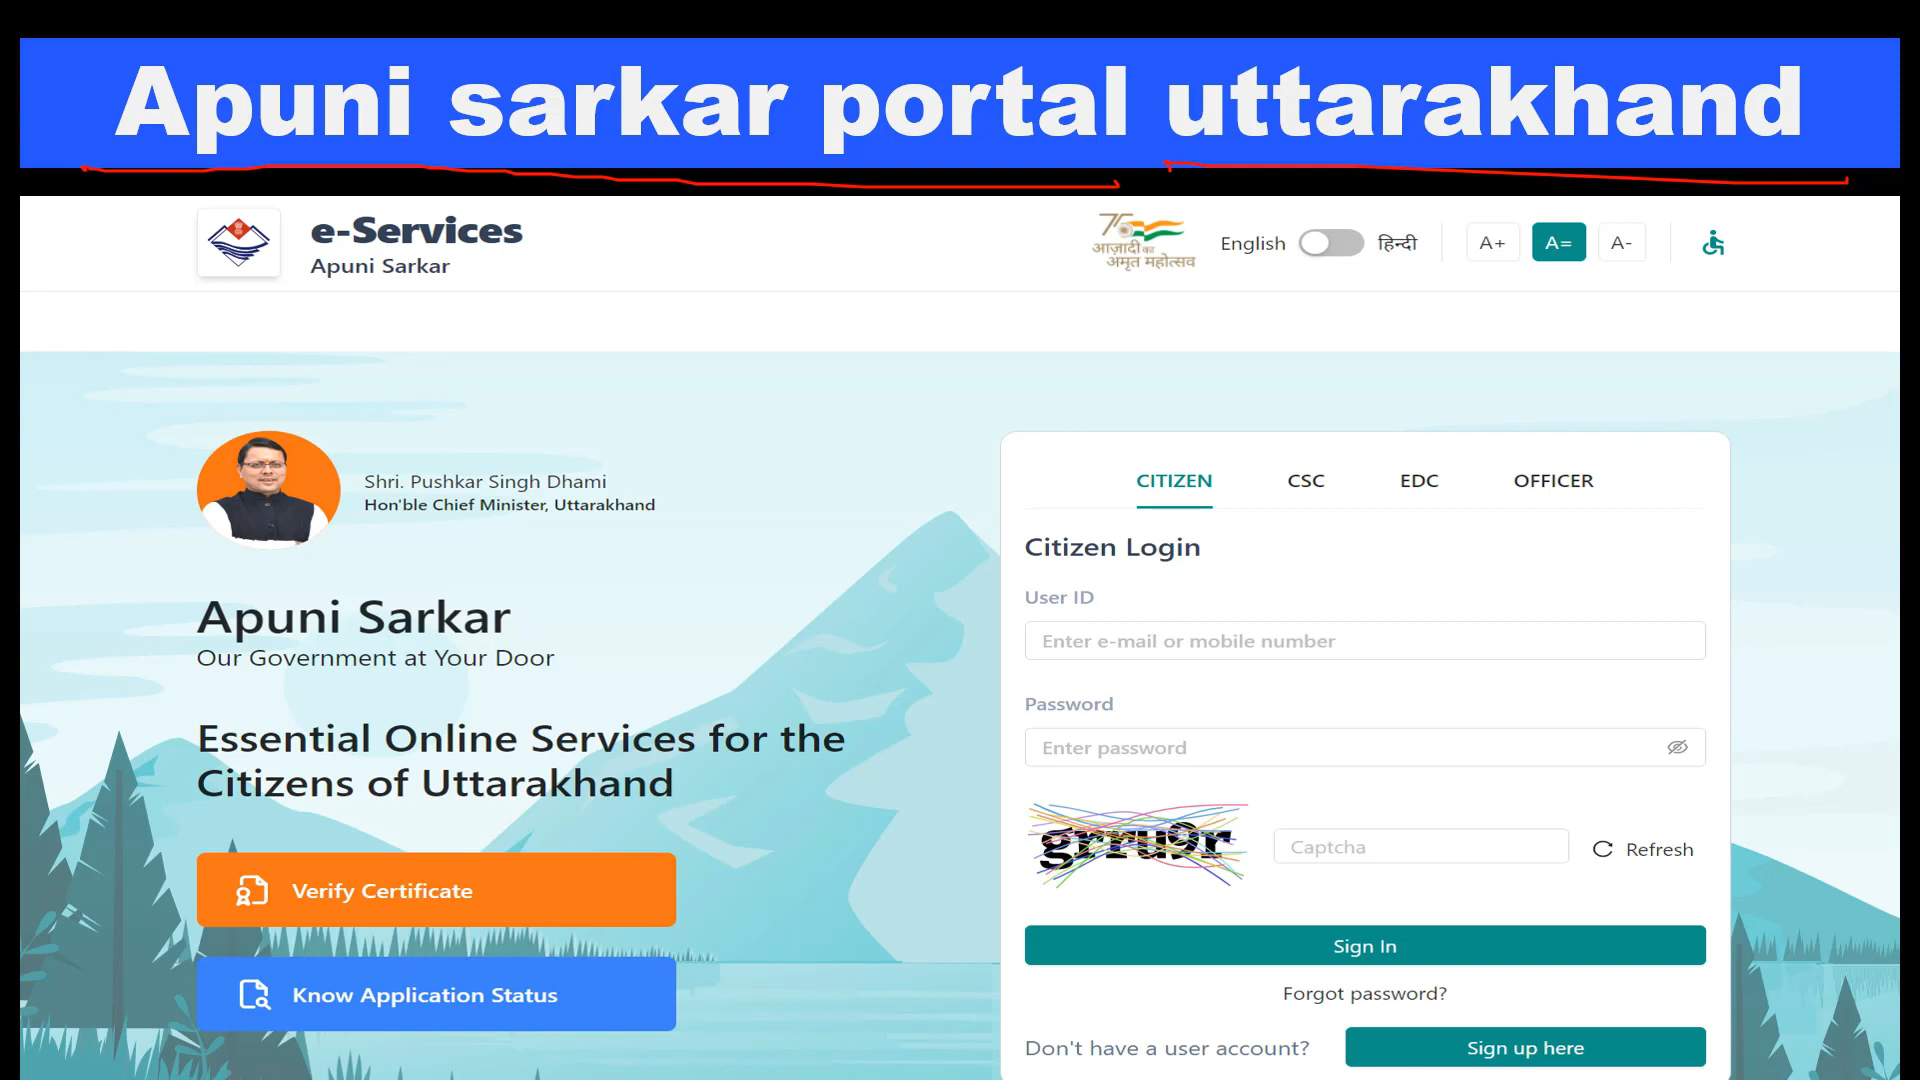 Apuni sarkar portal uttarakhand
e-Services
Apuni Sarkar
75
आज़ादी का
अमृत महोत्सव
English
हिन्दी
A+
A=
A-
Shri. Pushkar Singh Dhami
Hon'ble Chief Minister, Uttarakhand
Apuni Sarkar
Our Government at Your Door
Essential Online Services for the
Citizens of Uttarakhand
Verify Certificate
Know Application Status
CITIZEN CSC EDC OFFICER
Citizen Login
User ID
Enter e-mail or mobile number
Password
Enter password
Captcha
Refresh
Sign In
Forgot password?
Don't have a user account?
Sign up here